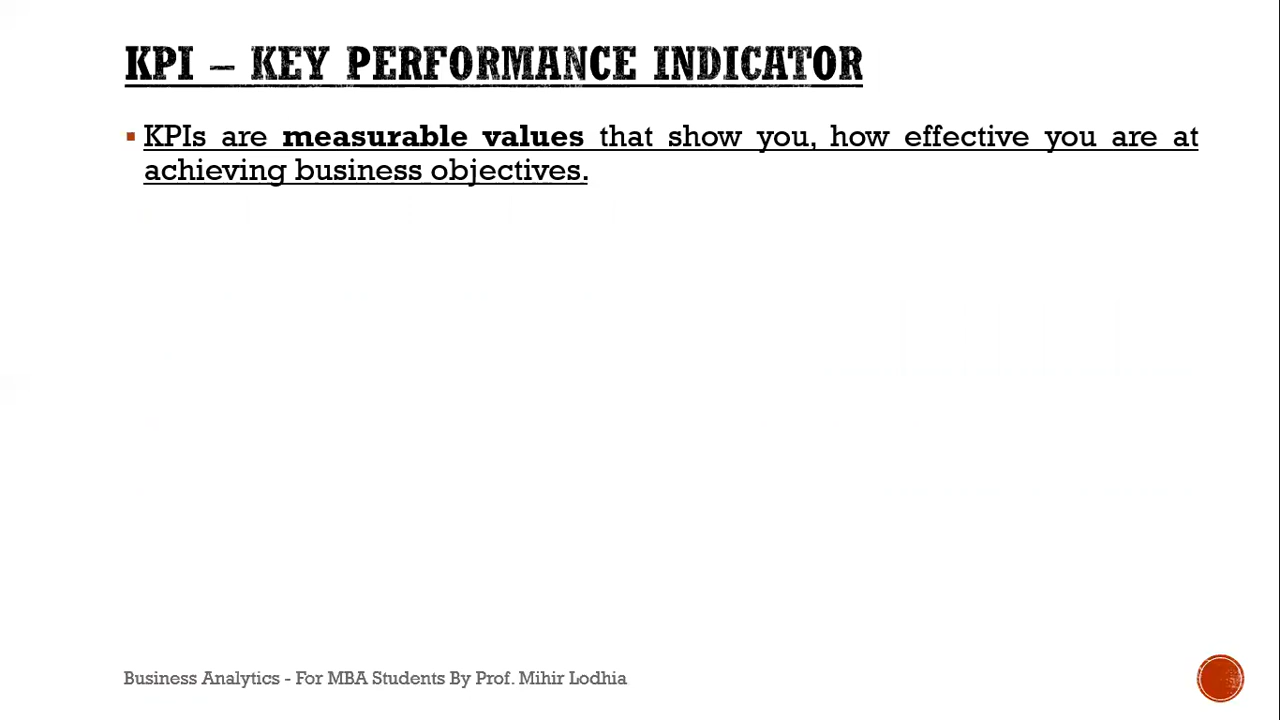 KPI – KEY PERFORMANCE INDICATOR
KPIs are measurable values that show you, how effective you are at
achieving business objectives.
Business Analytics - For MBA Students By Prof. Mihir Lodhia